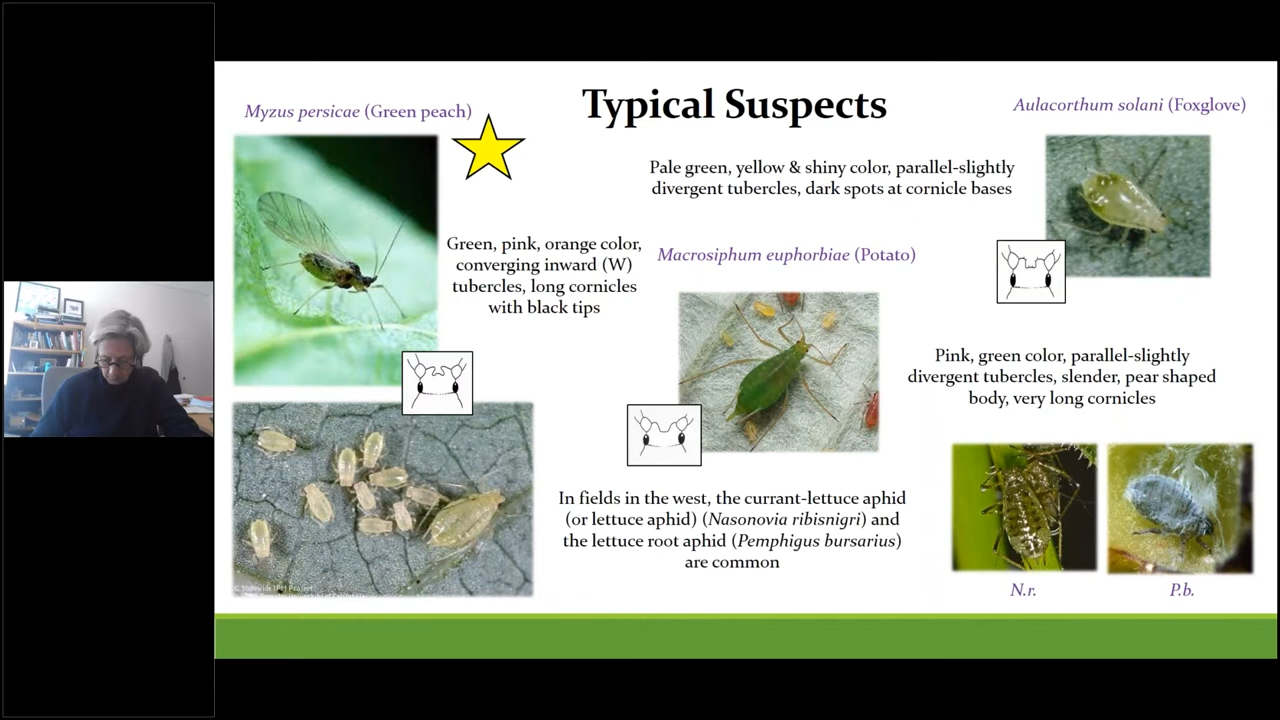 Typical Suspects
Myzus persicae (Green peach)
Green, pink, orange color,
converging inward (W)
tubercles, long cornicles
with black tips
Aulacorthum solani (Foxglove)
Pale green, yellow & shiny color, parallel-slightly
divergent tubercles, dark spots at cornicle bases
Macrosiphum euphorbiae (Potato)
Pink, green color, parallel-slightly
divergent tubercles, slender, pear shaped
body, very long cornicles
In fields in the west, the currant-lettuce aphid
(or lettuce aphid) (Nasonovia ribisnigri) and
the lettuce root aphid (Pemphigus bursarius)
are common
N.r.
P.b.
© Statewide IPM Project